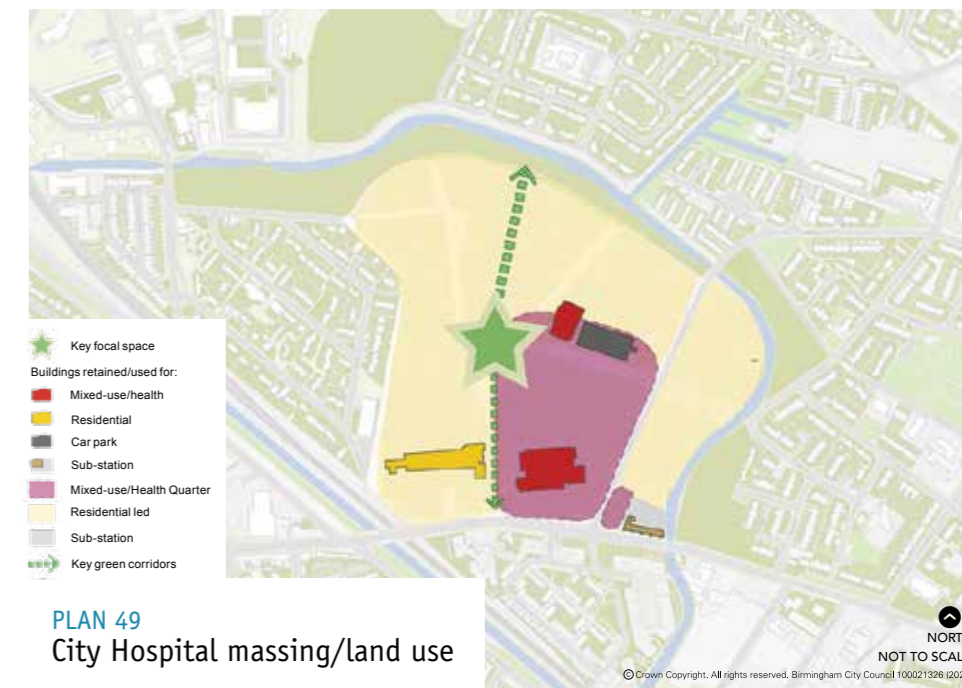 Key focal space
Buildings retained/used for:
Mixed-use/health
Residential
Car park
Sub-station
Mixed-use/Health Quarter
Residential led
Sub-station
Key green corridors
PLAN 49
City Hospital massing/land use
NORT
NOT TO SCAL
© Crown Copyright. All rights reserved. Birmingham City Council 100021326 (202